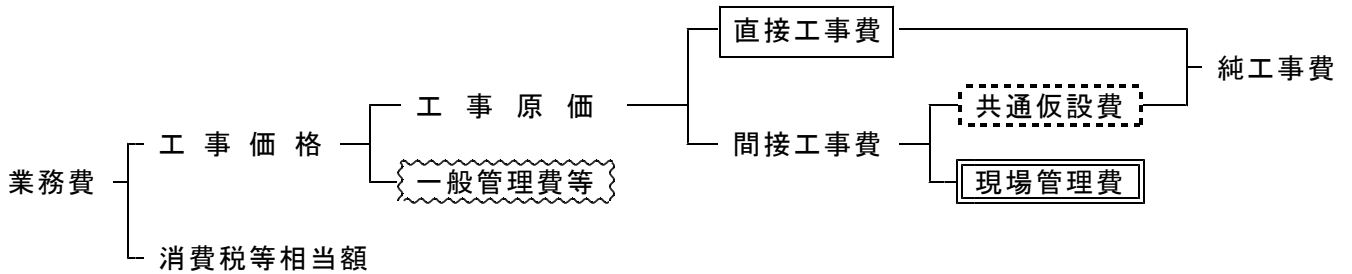 直接工事費
純工事費
工事原価
共通仮設費
工事価格
間接工事費
業務費
一般管理費等
現場管理費
消費税等相当額